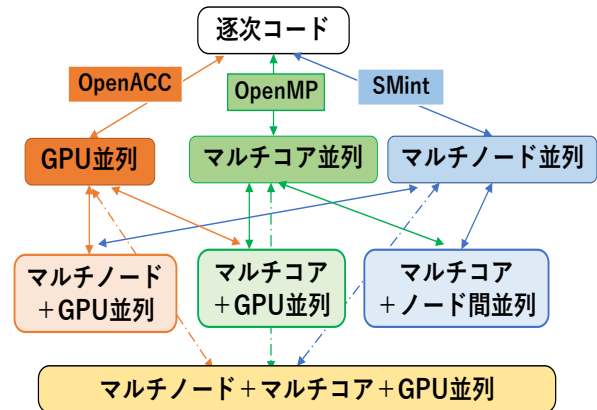 逐次コード
OpenACC
OpenMP
SMint
GPU並列
マルチコア並列
マルチノード並列
マルチノード
+GPU並列
マルチコア
+GPU並列
マルチコア
+ノード間並列
マルチノード+マルチコア+GPU並列